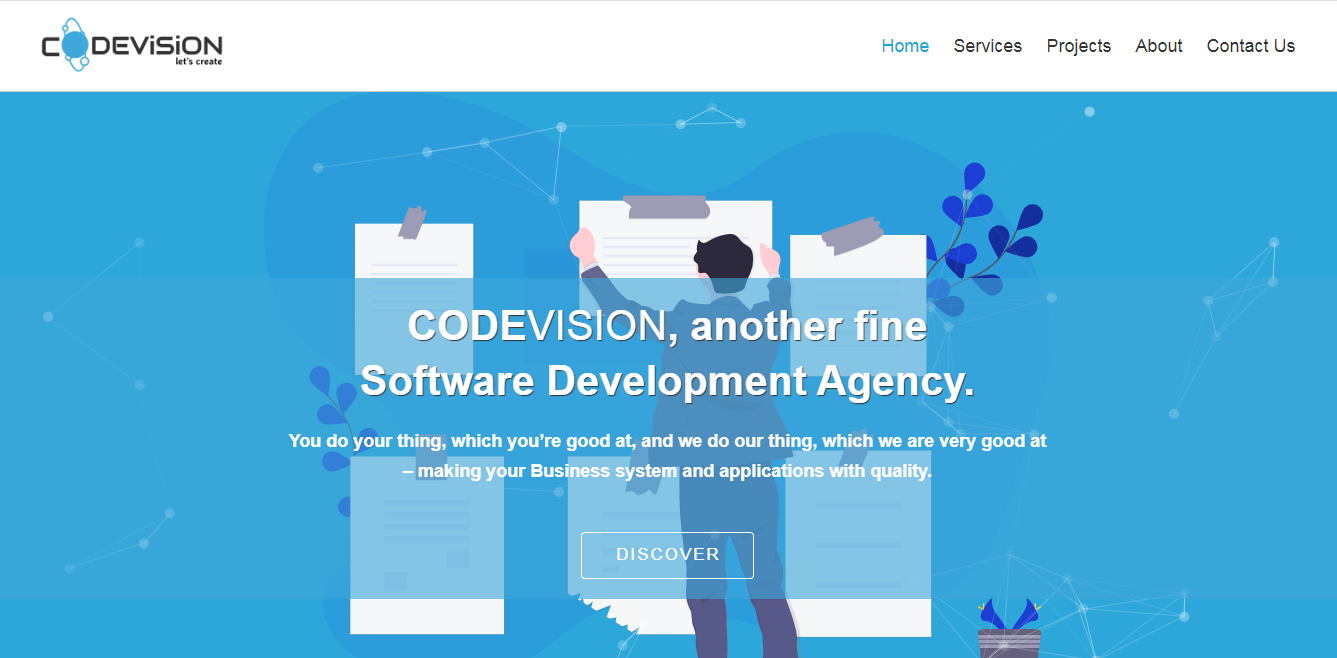 CODEViSiON
let's create
Home Services Projects About Contact Us
CODEVISION, another fine
Software Development Agency.
You do your thing, which you’re good at, and we do our thing, which we are very good at
– making your Business system and applications with quality.
DISCOVER